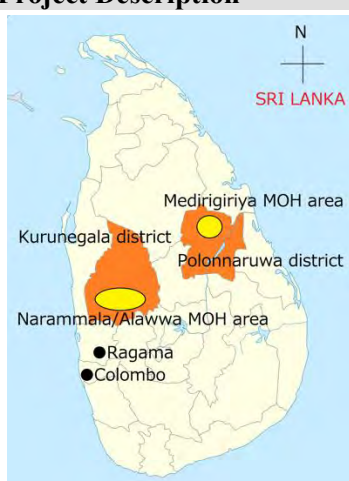 Project Description
N
SRI LANKA
Medirigiriya MOH area
Kurunegala district
Polonnaruwa district
Narammala/Alawwa MOH area
Ragama
Colombo